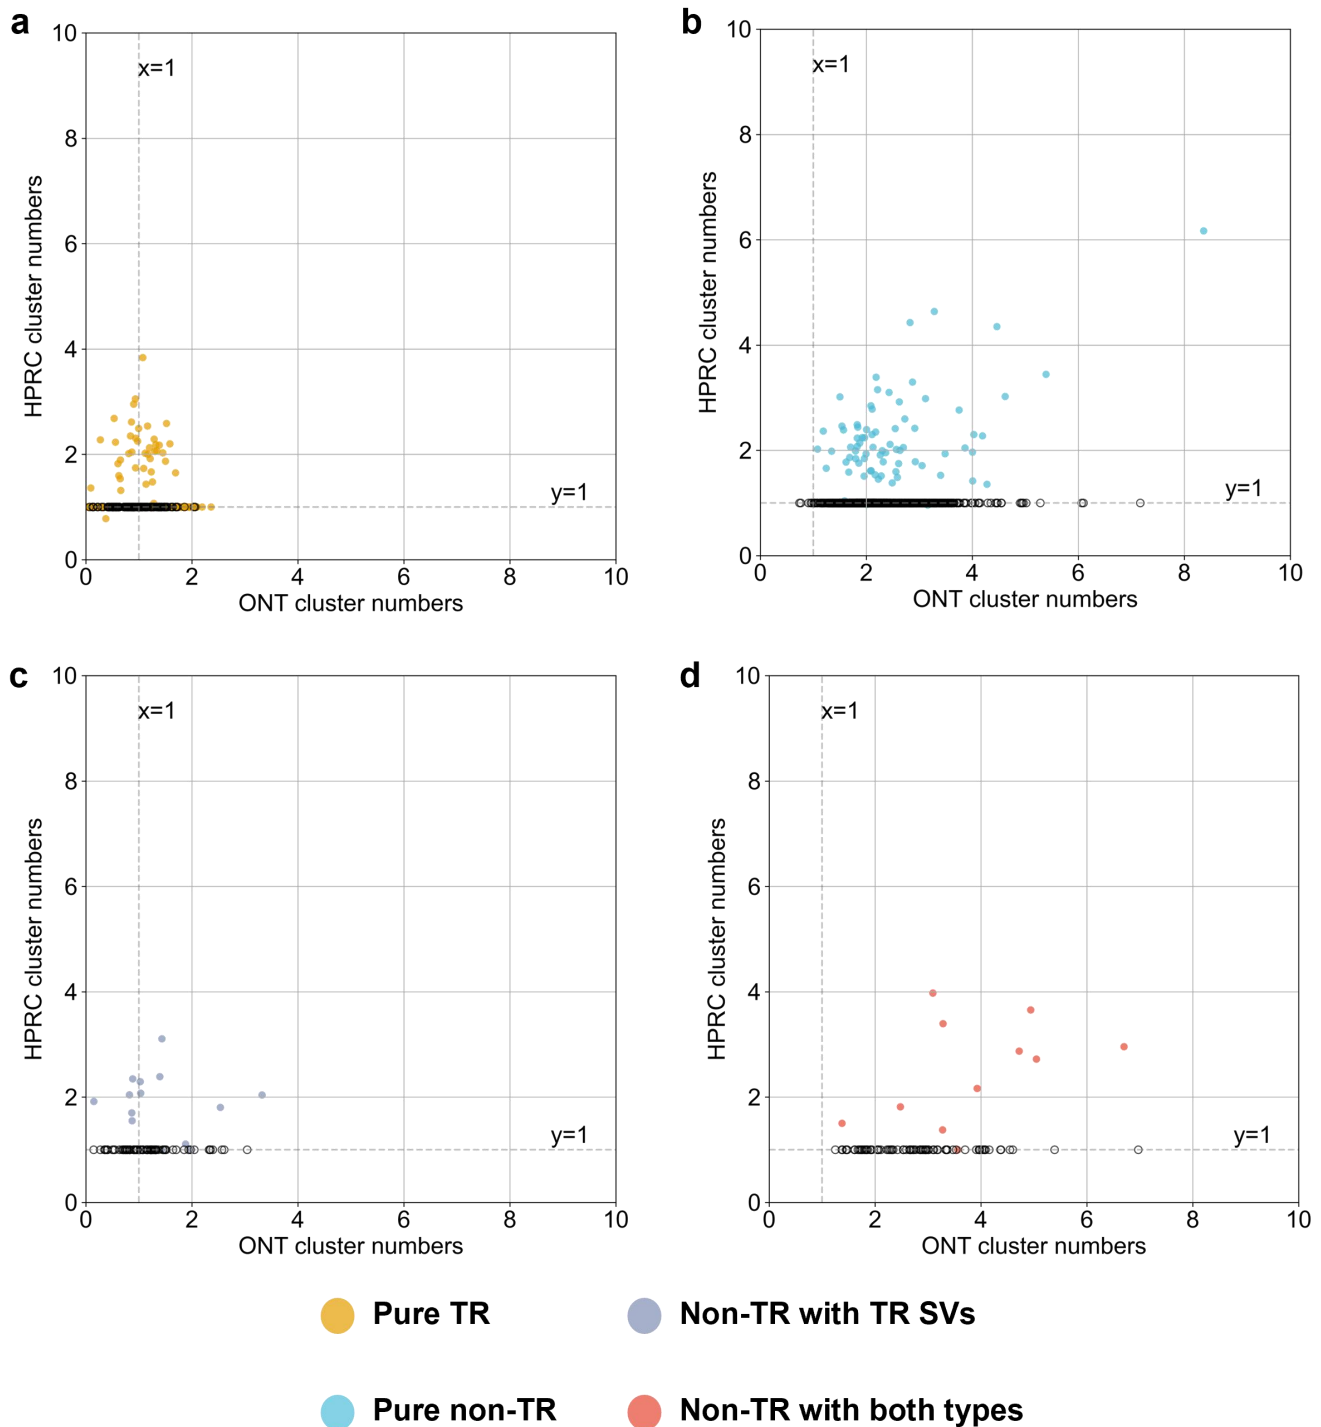 a
10
8
6
4
2
0
0 2 4 6 8 10
x=1
y=1
HPRC cluster numbers
ONT cluster numbers
b
10
8
6
4
2
0
0 2 4 6 8 10
x=1
y=1
HPRC cluster numbers
ONT cluster numbers
c
10
8
6
4
2
0
0 2 4 6 8 10
x=1
y=1
HPRC cluster numbers
ONT cluster numbers
d
10
8
6
4
2
0
0 2 4 6 8 10
x=1
y=1
HPRC cluster numbers
ONT cluster numbers
Pure TR
Non-TR with TR SVs
Pure non-TR
Non-TR with both types